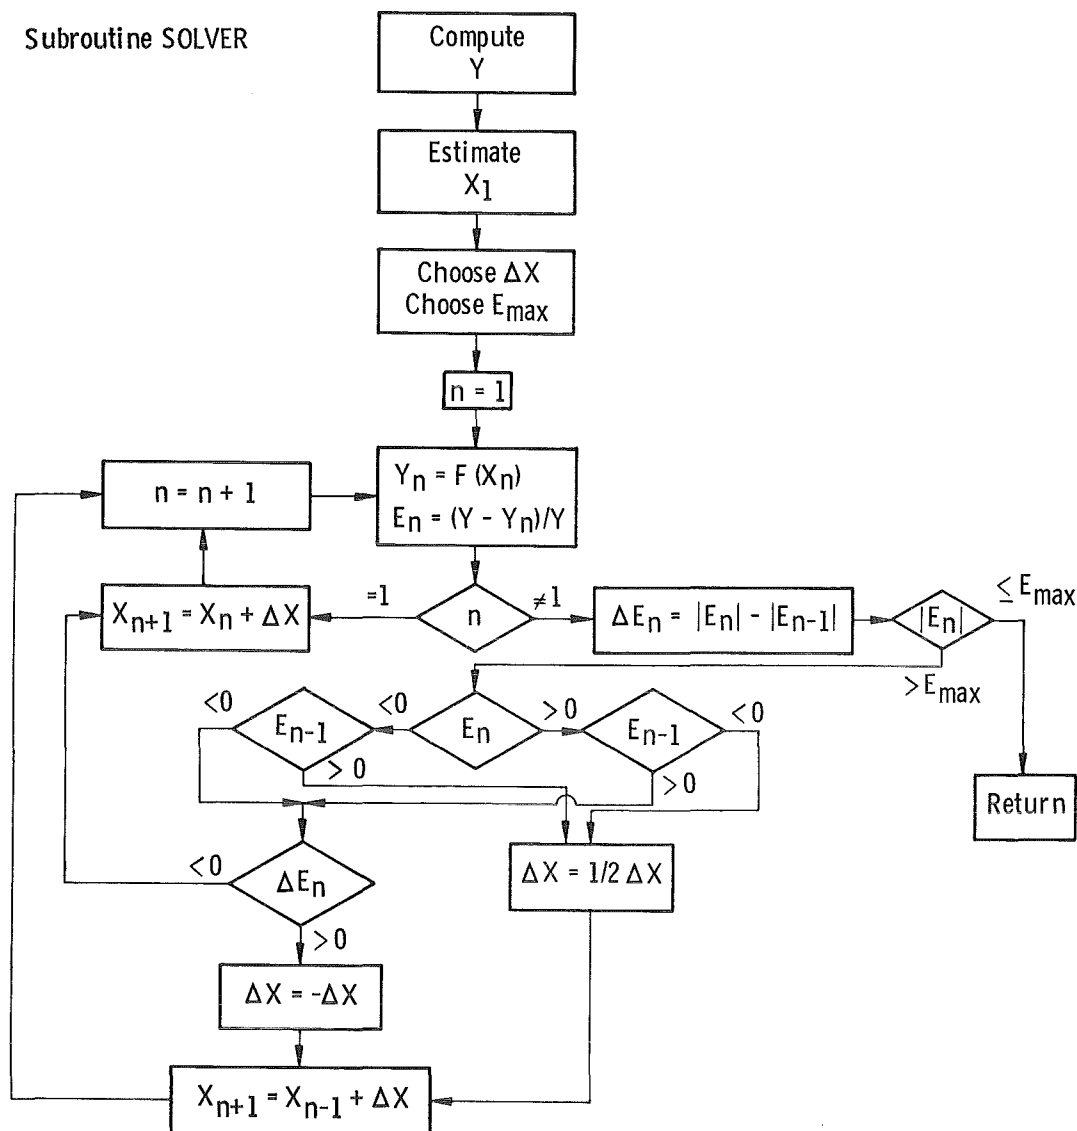 Subroutine SOLVER
Compute
Y
Estimate
X1
Choose ΔX
Choose Emax
n = 1
Yn = F (Xn)
En = (Y - Yn)/Y
n = n + 1
Xn+1 = Xn + ΔX
=1
n
≠1
ΔEn = |En| - |En-1|
|En|
≤ Emax
> Emax
<0
En-1
<0
En
>0
En-1
<0
> 0
> 0
Return
<0
ΔEn
ΔX = 1/2 ΔX
> 0
ΔX = -ΔX
Xn+1 = Xn-1 + ΔX